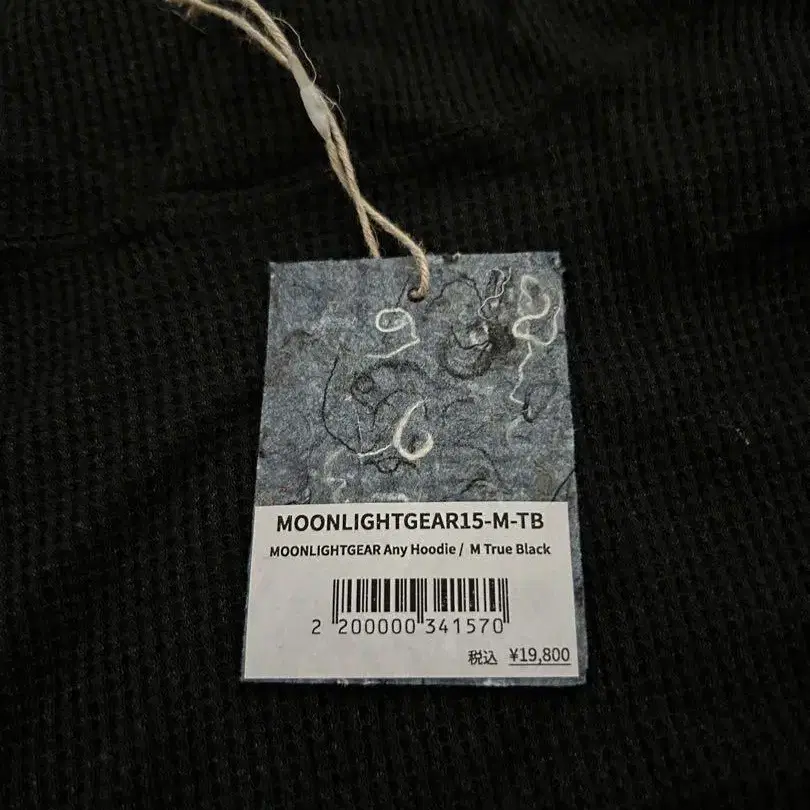 MOONLIGHTGEAR15-M-TB
MOONLIGHTGEAR Any Hoodie / M True Black
2 200000 341570
税込 ¥19,800